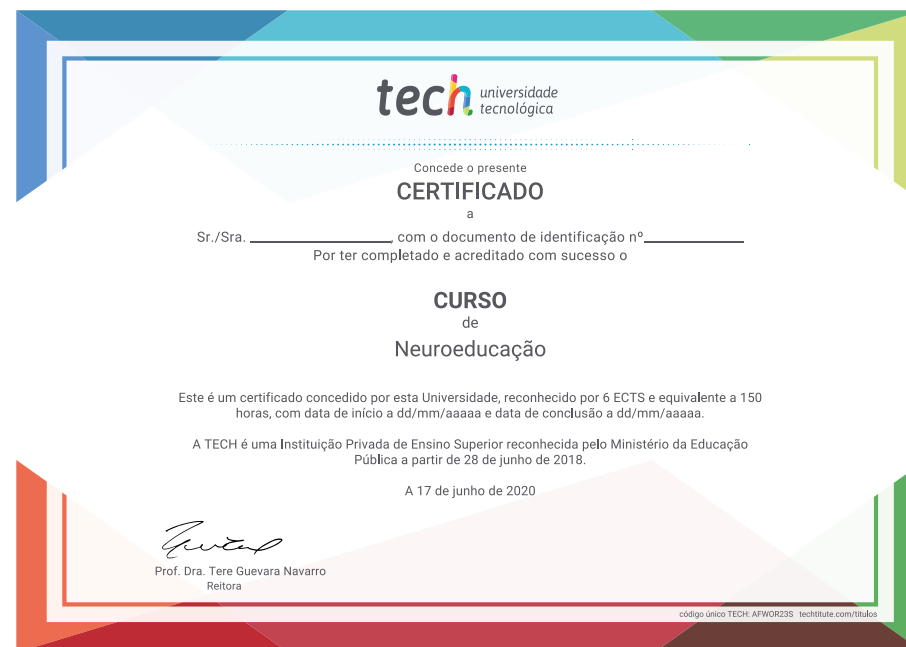 tech universidade
tecnológica
Concede o presente
CERTIFICADO
a
Sr./Sra. ____________________, com o documento de identificação nº______________
Por ter completado e acreditado com sucesso o
CURSO
de
Neuroeducação
Este é um certificado concedido por esta Universidade, reconhecido por 6 ECTS e equivalente a 150
horas, com data de início a dd/mm/aaaaa e data de conclusão a dd/mm/aaaaa.
A TECH é uma Instituição Privada de Ensino Superior reconhecida pelo Ministério da Educação
Pública a partir de 28 de junho de 2018.
A 17 de junho de 2020
Prof. Dra. Tere Guevara Navarro
Reitora
código único TECH: AFWOR23S techtitute.com/titulos